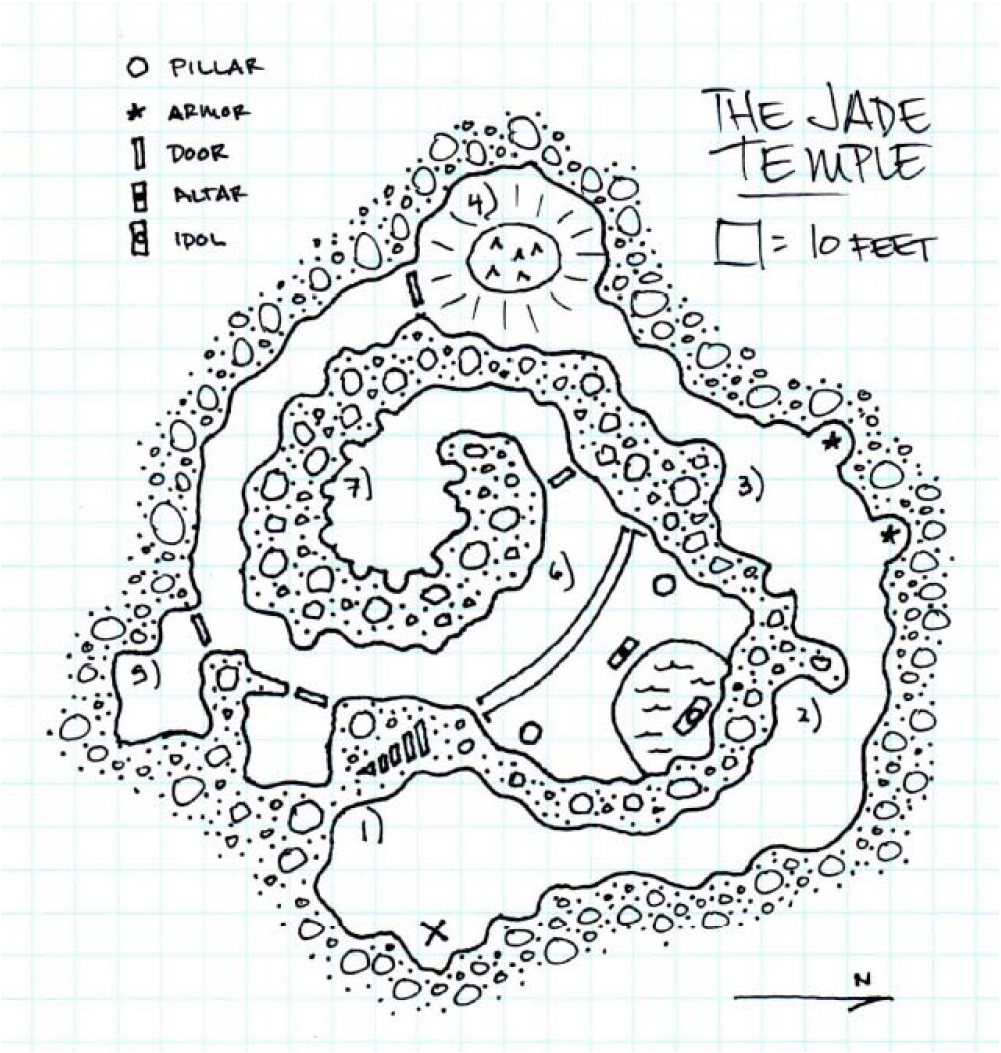 PILLAR
ARMOR
DOOR
ALTAR
IDOL
THE JADE
TEMPLE
= 10 FEET
4)
7)
3)
6)
5)
2)
1)
X
N